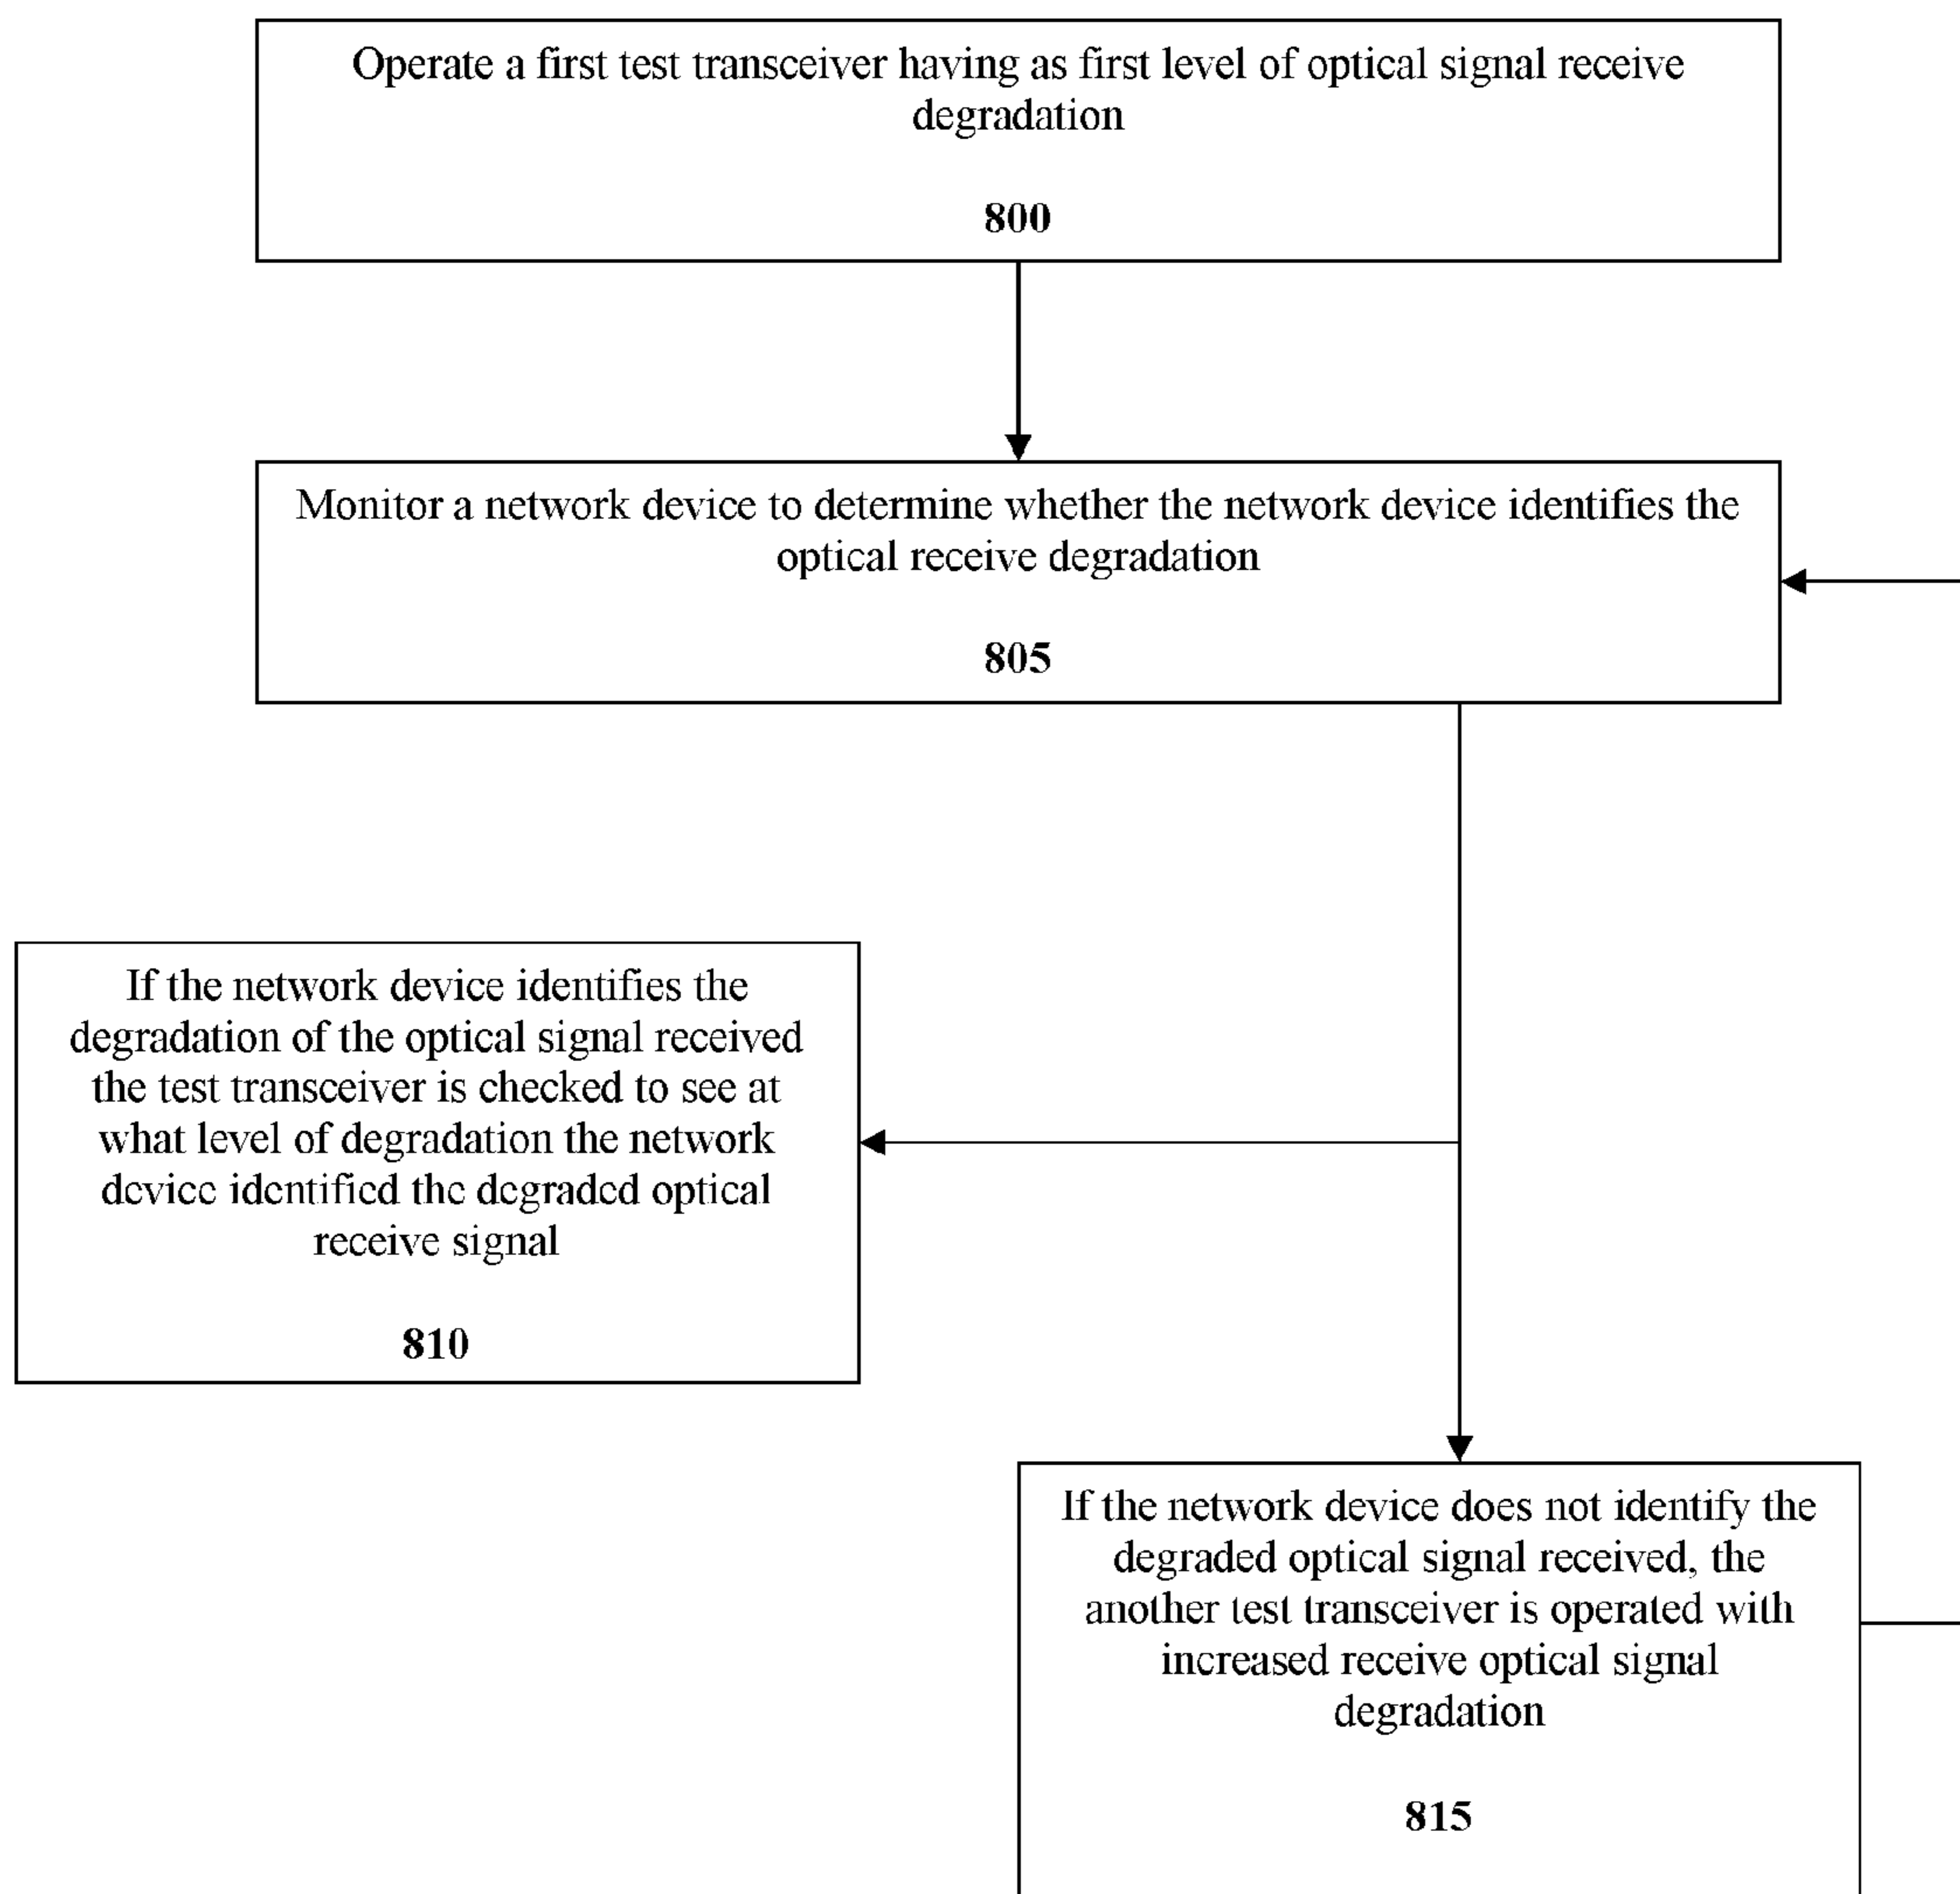 Operate a first test transceiver having as first level of optical signal receive
degradation
800
Monitor a network device to determine whether the network device identifies the
optical receive degradation
805
If the network device identifies the
degradation of the optical signal received
the test transceiver is checked to see at
what level of degradation the network
device identified the degraded optical
receive signal
810
If the network device does not identify the
degraded optical signal received, the
another test transceiver is operated with
increased receive optical signal
degradation
815